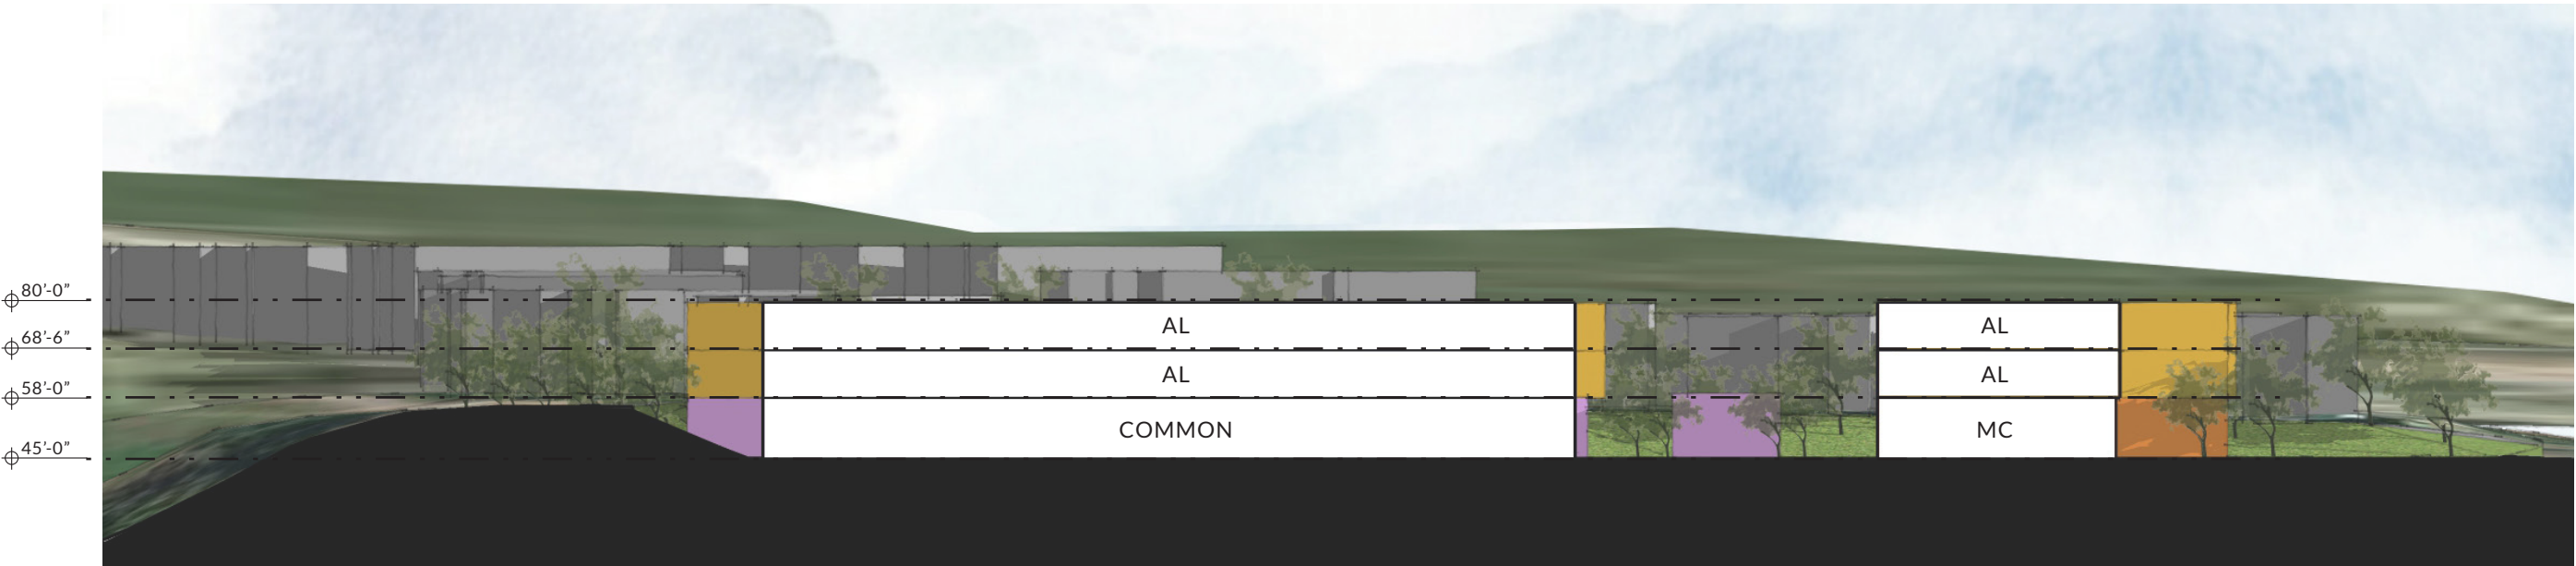 80’-0”
AL
AL
68’-6”
AL
AL
58’-0”
COMMON
MC
45’-0”